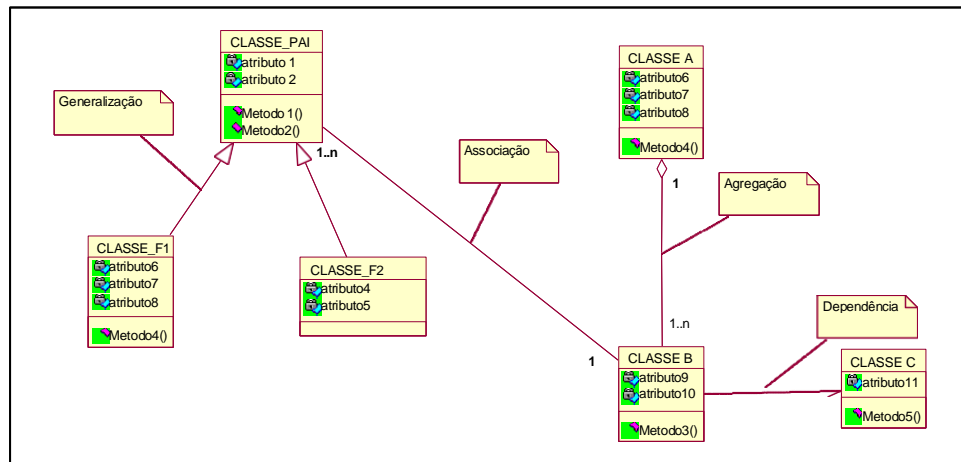 CLASSE_PAI
atributo 1
atributo 2
Metodo 1()
Metodo2()
CLASSE A
atributo6
atributo7
atributo8
Metodo4()
Generalização
Associação
Agregação
1..n
1
CLASSE_F1
atributo6
atributo7
atributo8
Metodo4()
CLASSE_F2
atributo4
atributo5
1..n
1
Dependência
CLASSE B
atributo9
atributo10
Metodo3()
CLASSE C
atributo11
Metodo5()